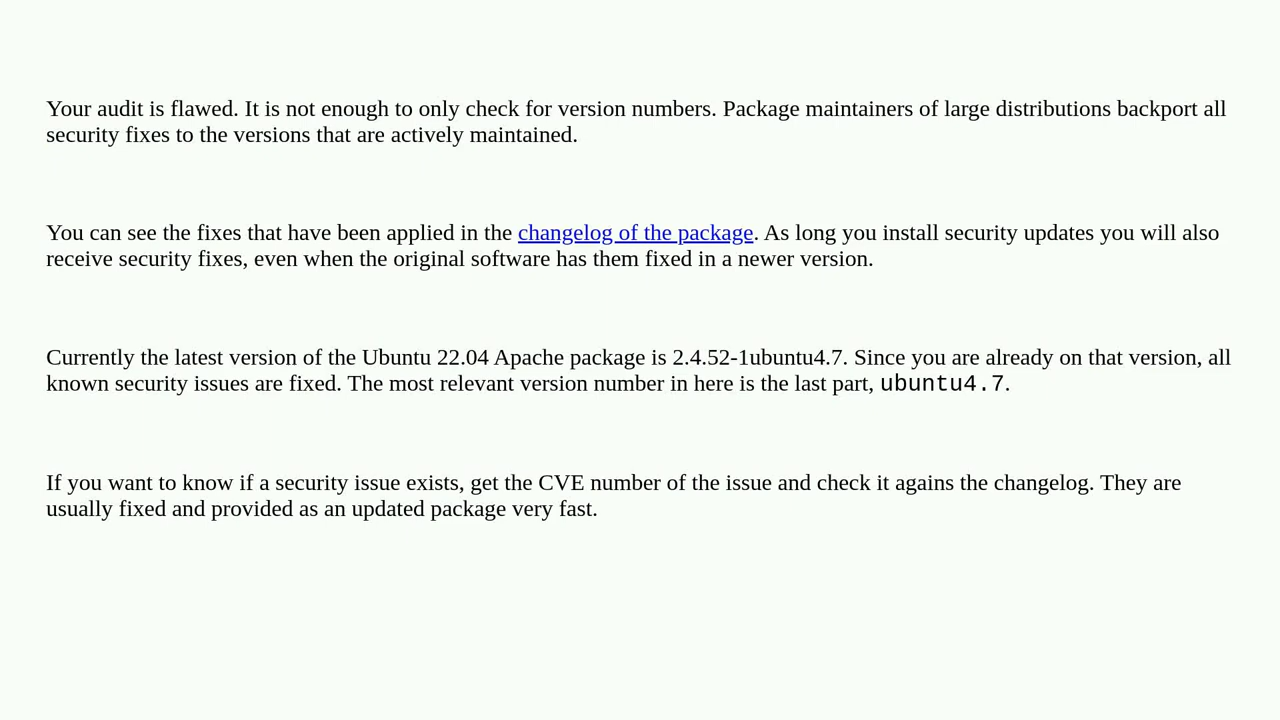 Your audit is flawed. It is not enough to only check for version numbers. Package maintainers of large distributions backport all
security fixes to the versions that are actively maintained.
You can see the fixes that have been applied in the changelog of the package. As long you install security updates you will also
receive security fixes, even when the original software has them fixed in a newer version.
Currently the latest version of the Ubuntu 22.04 Apache package is 2.4.52-1ubuntu4.7. Since you are already on that version, all
known security issues are fixed. The most relevant version number in here is the last part, ubuntu4.7.
If you want to know if a security issue exists, get the CVE number of the issue and check it agains the changelog. They are
usually fixed and provided as an updated package very fast.